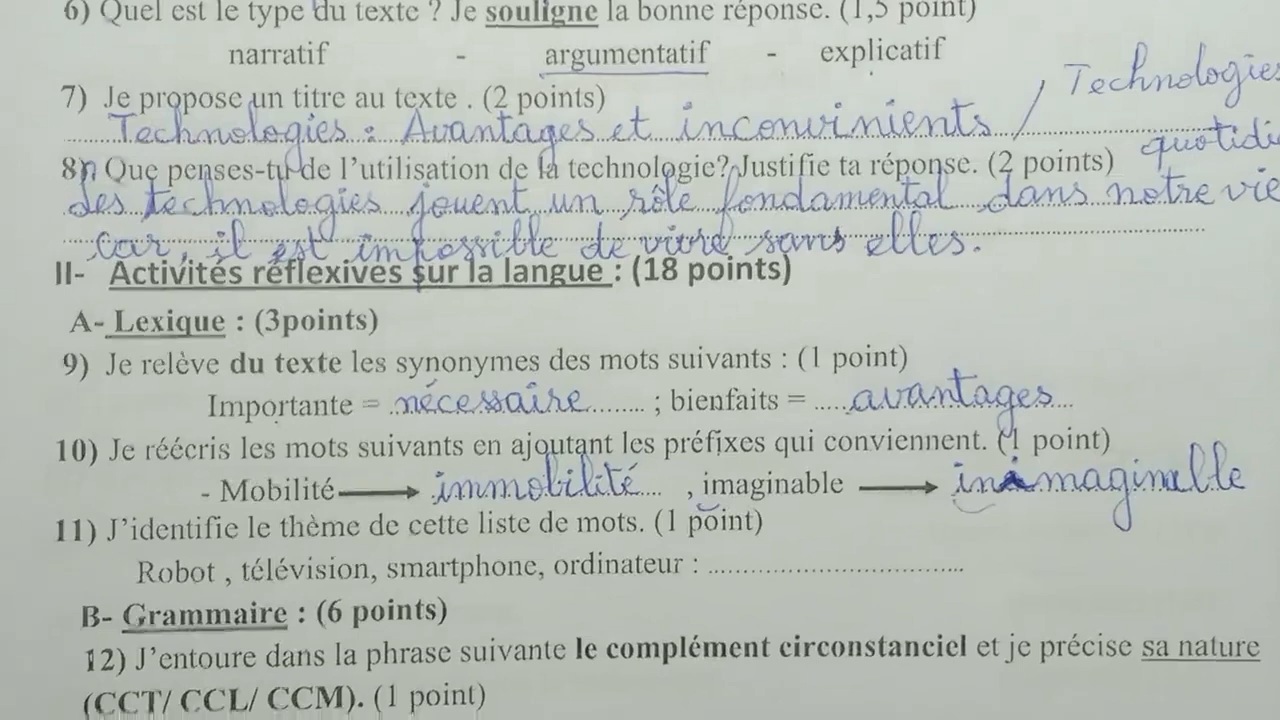 6) Quel est le type du texte ? Je souligne la bonne réponse. (1,5 point)
narratif - argumentatif - explicatif
7) Je propose un titre au texte . (2 points)
Technologies : Avantages et inconvinients / Technologies
8) Que penses-tu de l'utilisation de la technologie? Justifie ta réponse. (2 points) quotidi
des technologies jouent un rôle fondamental dans notre vie
car, il est impossible de vivre sans elles.
II- Activités réflexives sur la langue : (18 points)
A- Lexique : (3points)
9) Je relève du texte les synonymes des mots suivants : (1 point)
Importante = nécessaire ........ ; bienfaits = ..... avantages ...
10) Je réécris les mots suivants en ajoutant les préfixes qui conviennent. (1 point)
- Mobilité → immobilité .... , imaginable → inimaginable
11) J'identifie le thème de cette liste de mots. (1 point)
Robot , télévision, smartphone, ordinateur : ....................................
B- Grammaire : (6 points)
12) J'entoure dans la phrase suivante le complément circonstanciel et je précise sa nature
(CCT/ CCL/ CCM). (1 point)